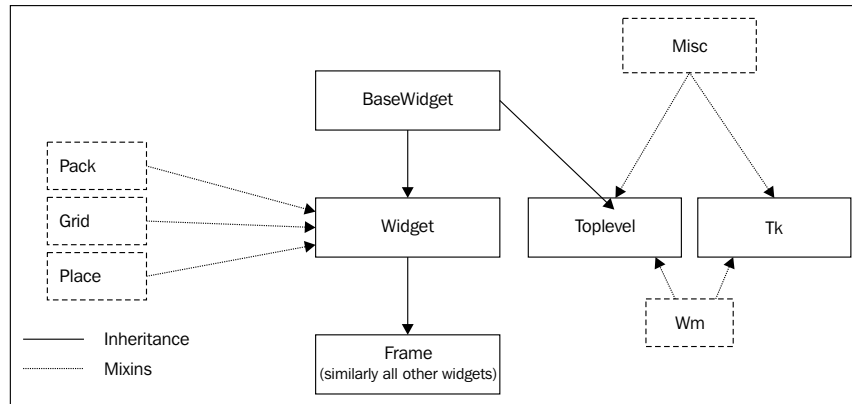 Misc
BaseWidget
Pack
Grid
Place
Widget
Toplevel
Tk
Wm
Frame
(similarly all other widgets)
Inheritance
Mixins